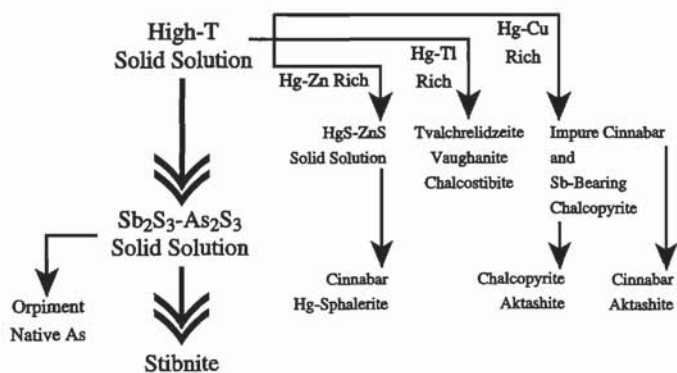 High-T
Solid Solution
Hg-Zn Rich
Hg-Tl
Rich
Hg-Cu
Rich
HgS-ZnS
Solid Solution
Tvalchrelidzeite
Vaughanite
Chalcostibite
Impure Cinnabar
and
Sb-Bearing
Chalcopyrite
Sb₂S₃-As₂S₃
Solid Solution
Cinnabar
Hg-Sphalerite
Chalcopyrite
Aktashite
Cinnabar
Aktashite
Orpiment
Native As
Stibnite